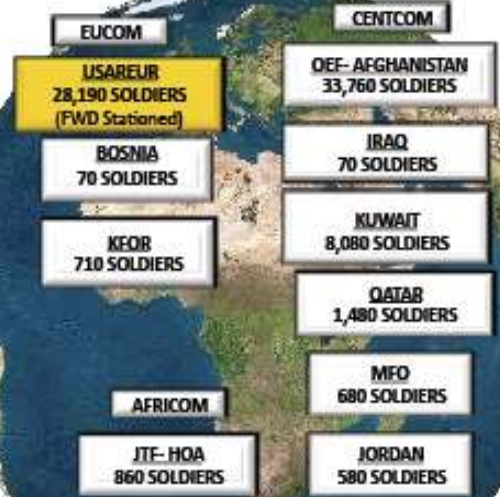 EUCOM
USAREUR
28,190 SOLDIERS
(FWD Stationed)
BOSNIA
70 SOLDIERS
KFOR
710 SOLDIERS
AFRICOM
JTF- HOA
860 SOLDIERS
CENTCOM
OEF- AFGHANISTAN
33,760 SOLDIERS
IRAQ
70 SOLDIERS
KUWAIT
8,080 SOLDIERS
QATAR
1,480 SOLDIERS
MFO
680 SOLDIERS
JORDAN
580 SOLDIERS